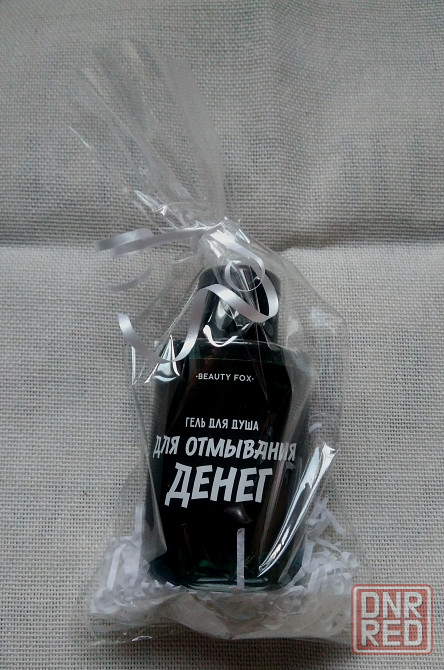 ·BEAUTY FOX·
ГЕЛЬ ДЛЯ ДУША
ДЛЯ ОТМЫВАНИЯ
ДЕНЕГ
DNR
RED